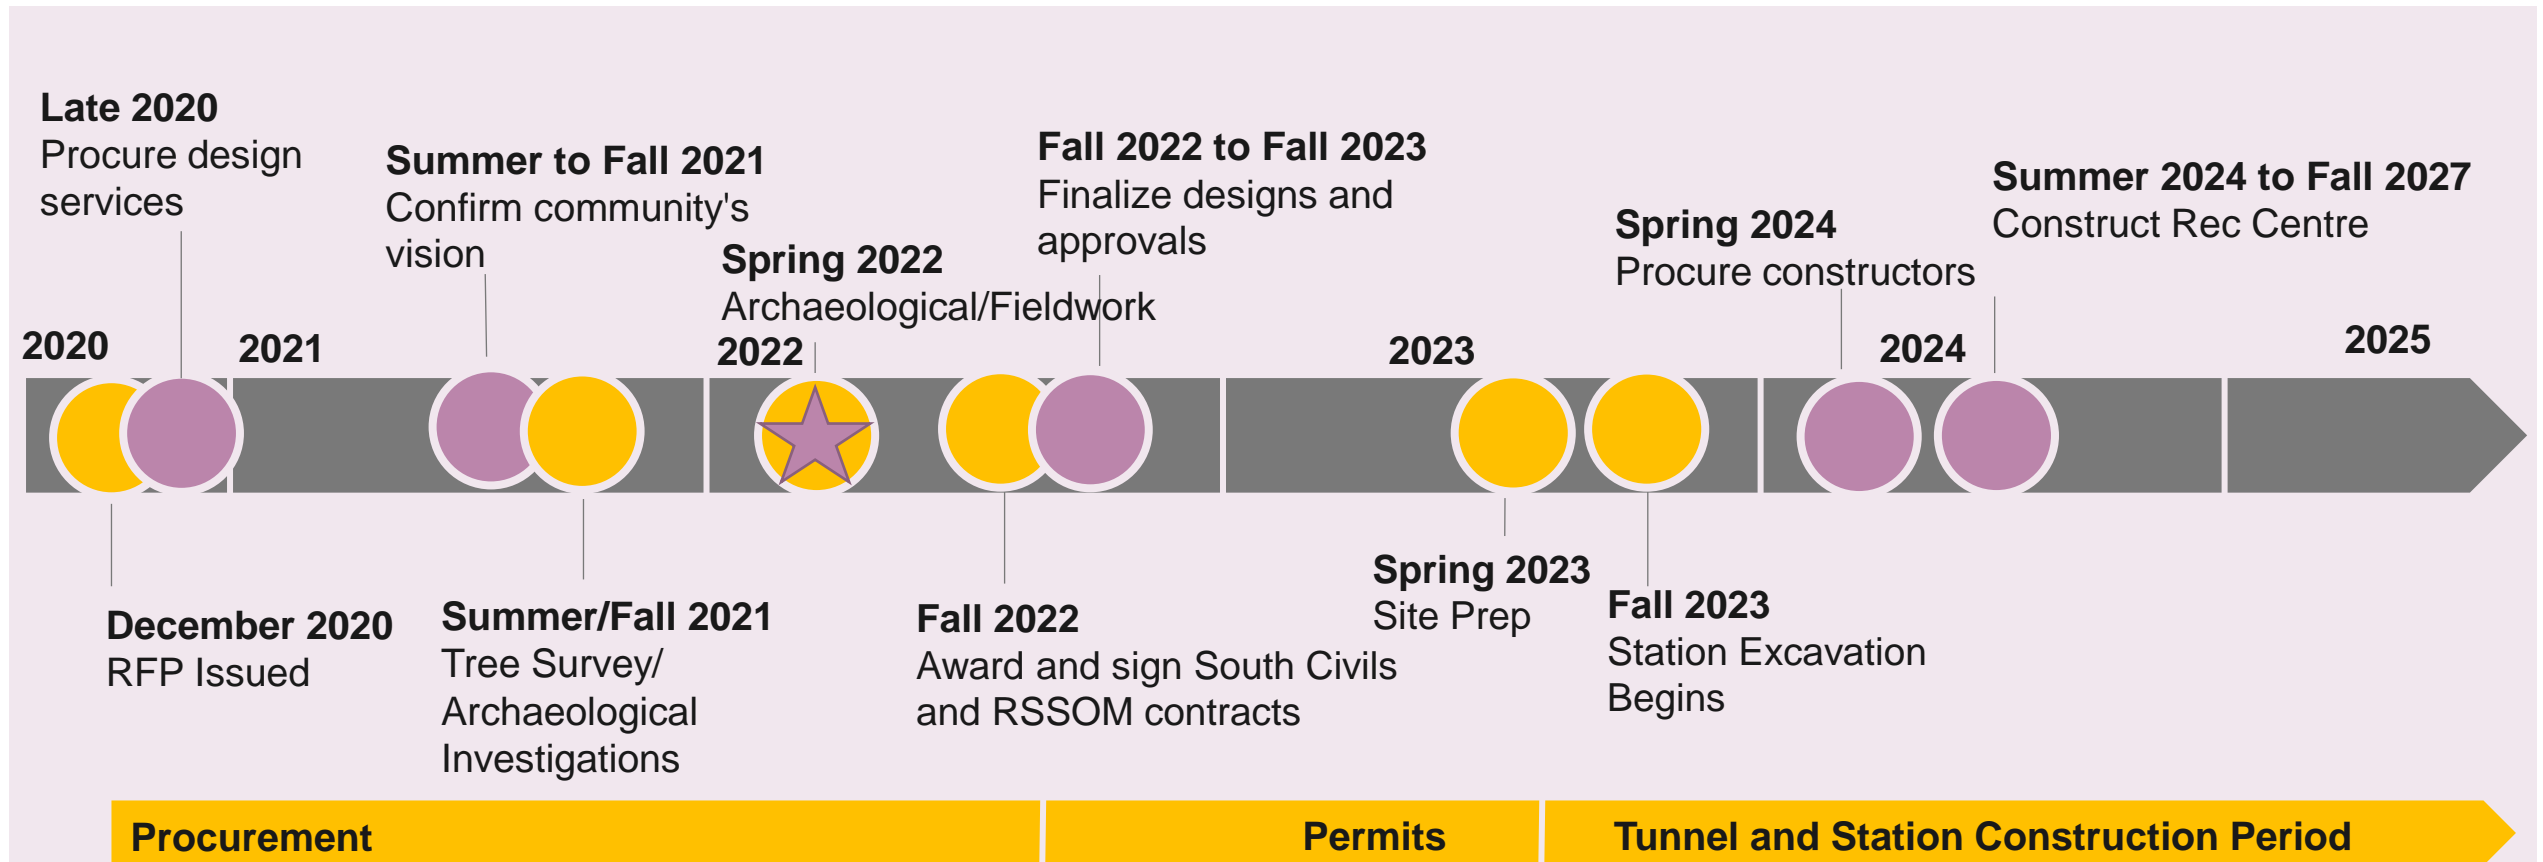 Late 2020
Procure design
services
Summer to Fall 2021
Confirm community's
vision
Spring 2022
Archaeological/Fieldwork
Fall 2022 to Fall 2023
Finalize designs and
approvals
Spring 2024
Procure constructors
Summer 2024 to Fall 2027
Construct Rec Centre
2020
2021
2022
2023
2024
2025
December 2020
RFP Issued
Summer/Fall 2021
Tree Survey/
Archaeological
Investigations
Fall 2022
Award and sign South Civils
and RSSOM contracts
Spring 2023
Site Prep
Fall 2023
Station Excavation
Begins
Procurement
Permits
Tunnel and Station Construction Period